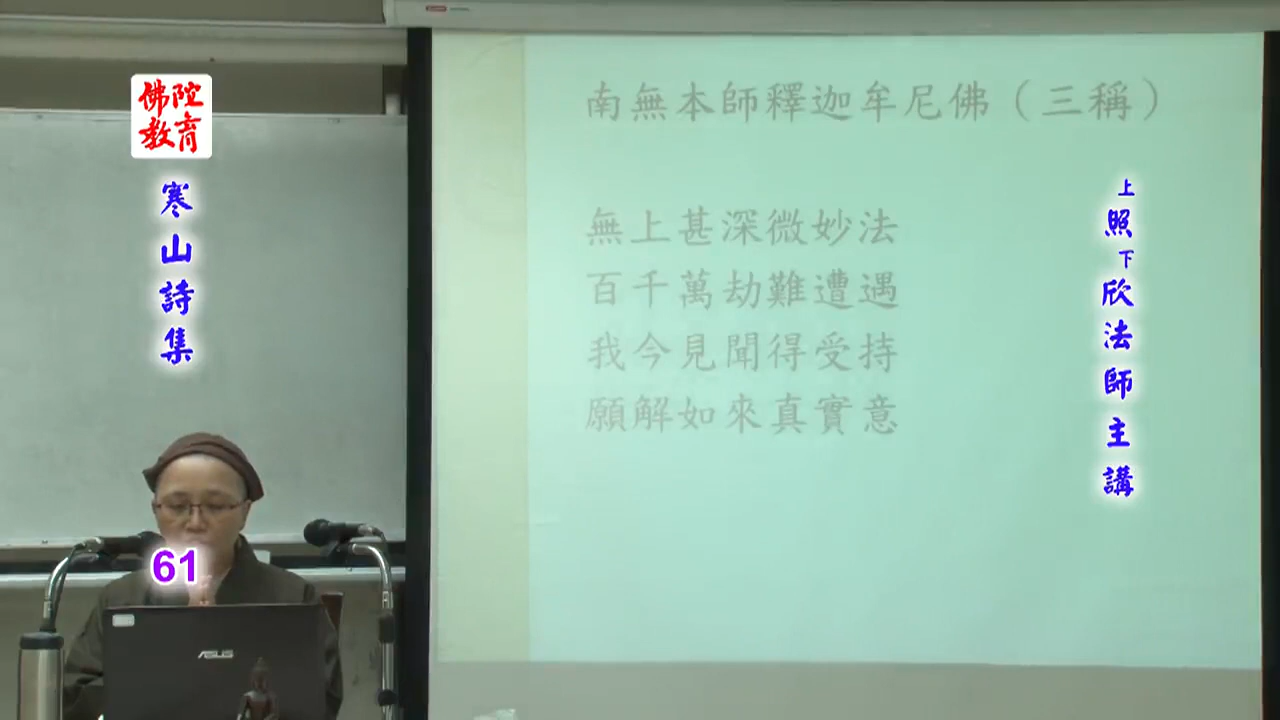 佛陀
教育
寒山詩集
61
ASUS
南無本師釋迦牟尼佛（三稱）
無上甚深微妙法
百千萬劫難遭遇
我今見聞得受持
願解如來真實意
上照下欣法師主講